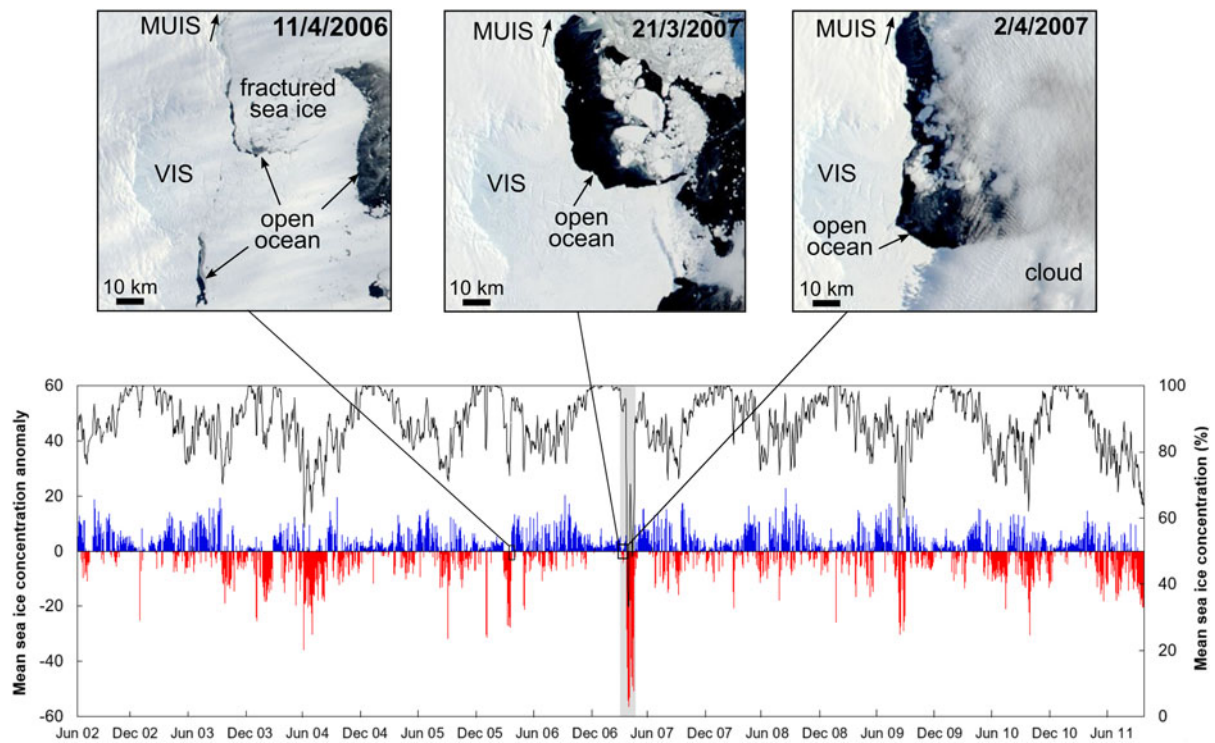 MUIS
11/4/2006
fractured
sea ice
VIS
open
ocean
10 km
MUIS
21/3/2007
VIS
open
ocean
10 km
MUIS
2/4/2007
VIS
open
ocean
cloud
10 km
Mean sea ice concentration anomaly
60
40
20
0
-20
-40
-60
100
80
60
40
20
0
Mean sea ice concentration (%)
Jun 02 Dec 02 Jun 03 Dec 03 Jun 04 Dec 04 Jun 05 Dec 05 Jun 06 Dec 06 Jun 07 Dec 07 Jun 08 Dec 08 Jun 09 Dec 09 Jun 10 Dec 10 Jun 11